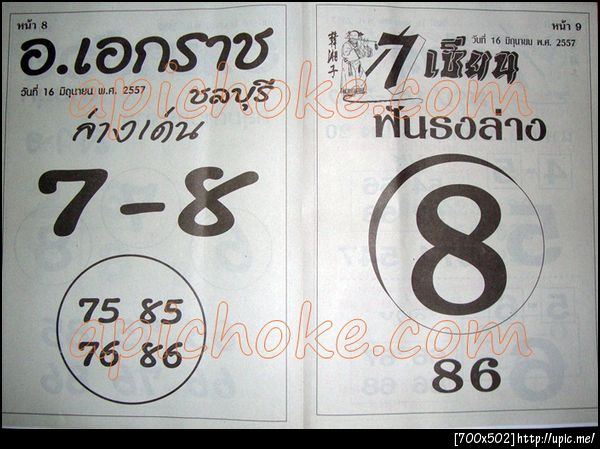 หน้า 8
อ.เอกราช
วันที่ 16 มิถุนายน พ.ศ. 2557
ชลบุรี
ล่างเด่น
7-8
75 85
76 86
หน้า 9
วันที่ 16 มิถุนายน พ.ศ. 2557
เซียน
ฟันธงล่าง
8
86
apichoke.com
apichoke.com
[700x502]http://upic.me/